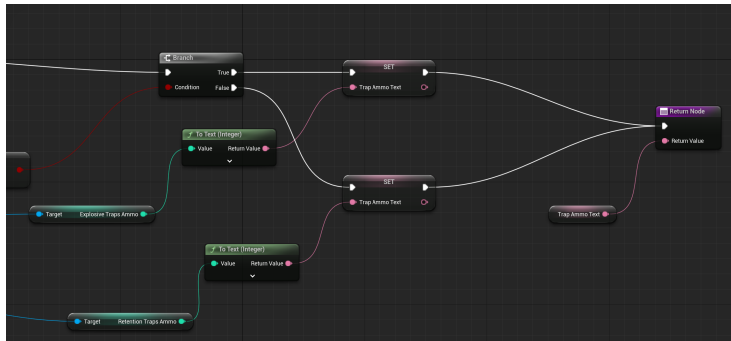 Branch
True
Condition
False
SET
Trap Ammo Text
Return Node
Return Value
To Text (Integer)
Value
Return Value
Target
Explosive Traps Ammo
SET
Trap Ammo Text
Trap Ammo Text
To Text (Integer)
Value
Return Value
Target
Retention Traps Ammo